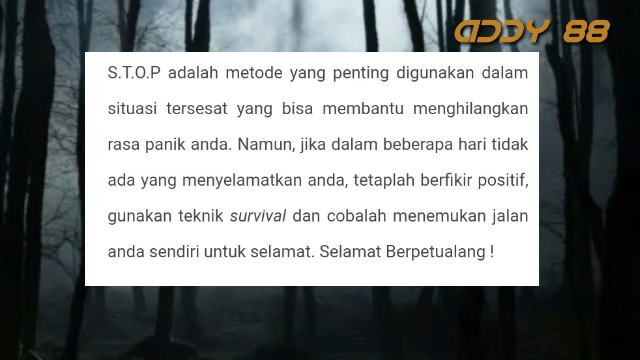 ADDY 88
S.T.O.P adalah metode yang penting digunakan dalam
situasi tersesat yang bisa membantu menghilangkan
rasa panik anda. Namun, jika dalam beberapa hari tidak
ada yang menyelamatkan anda, tetaplah berfikir positif,
gunakan teknik survival dan cobalah menemukan jalan
anda sendiri untuk selamat. Selamat Berpetualang !